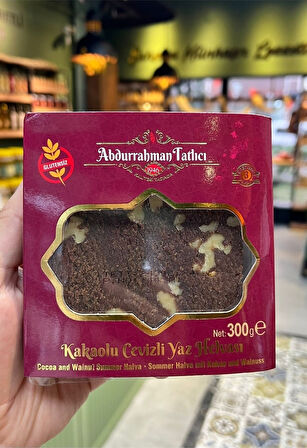 GLUTENSİZ
Abdurrahman Tatlıcı
Net.300g℮
Kakaolu Cevizli Yaz Helvası
Cocoa and Walnut Summer Halva • Sommer Halva mit Kakao und Walnuss